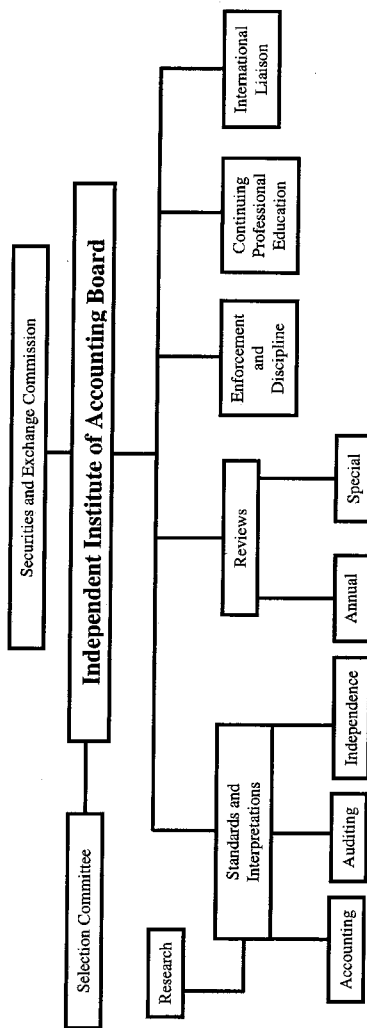 Securities and Exchange Commission
Selection Committee
Independent Institute of Accounting Board
Research
Standards and
Interpretations
Reviews
Enforcement
and
Discipline
Continuing
Professional
Education
International
Liaison
Accounting
Auditing
Independence
Annual
Special